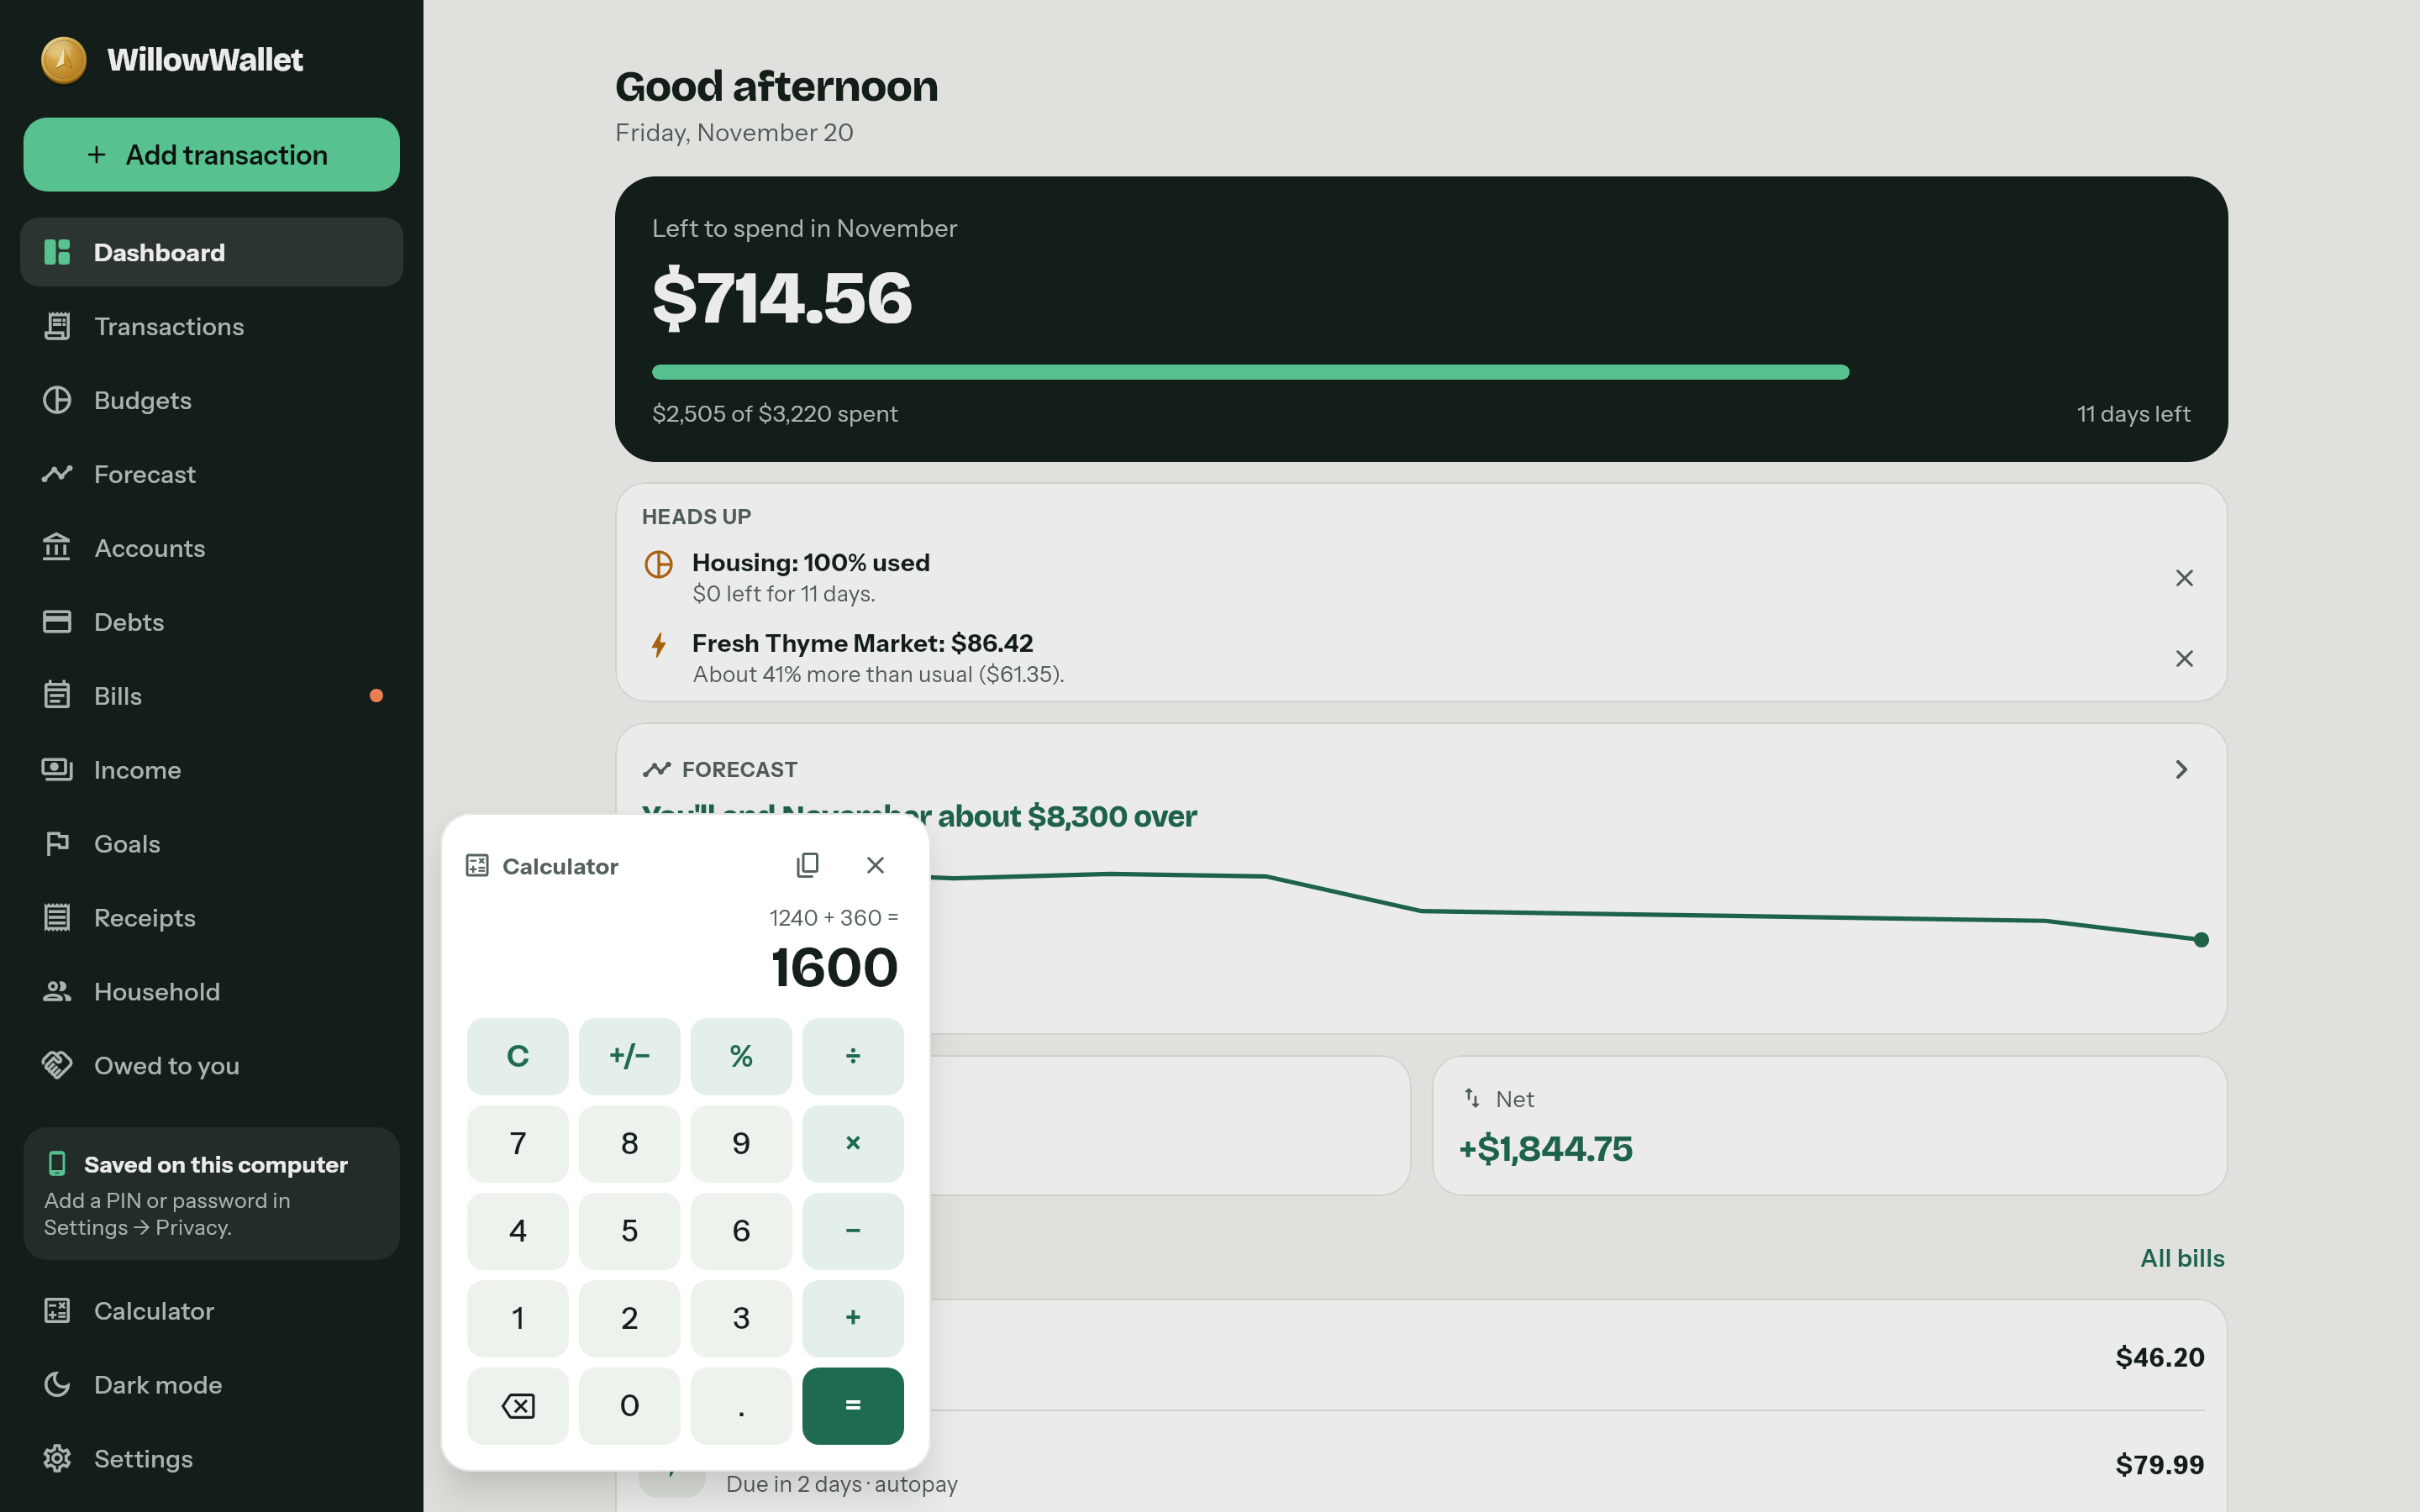 WillowWallet
+ Add transaction
Dashboard
Transactions
Budgets
Forecast
Accounts
Debts
Bills
Income
Goals
Receipts
Household
Owed to you
Saved on this computer
Add a PIN or password in
Settings → Privacy.
Calculator
Dark mode
Settings
Good afternoon
Friday, November 20
Left to spend in November
$714.56
$2,505 of $3,220 spent
11 days left
HEADS UP
Housing: 100% used
$0 left for 11 days.
Fresh Thyme Market: $86.42
About 41% more than usual ($61.35).
FORECAST
You'll end November about $8,300 over
Calculator
1240 + 360 =
1600
C +/− % ÷
7 8 9 ×
4 5 6 −
1 2 3 +
0 . =
Net
+$1,844.75
All bills
$46.20
$79.99
Due in 2 days · autopay